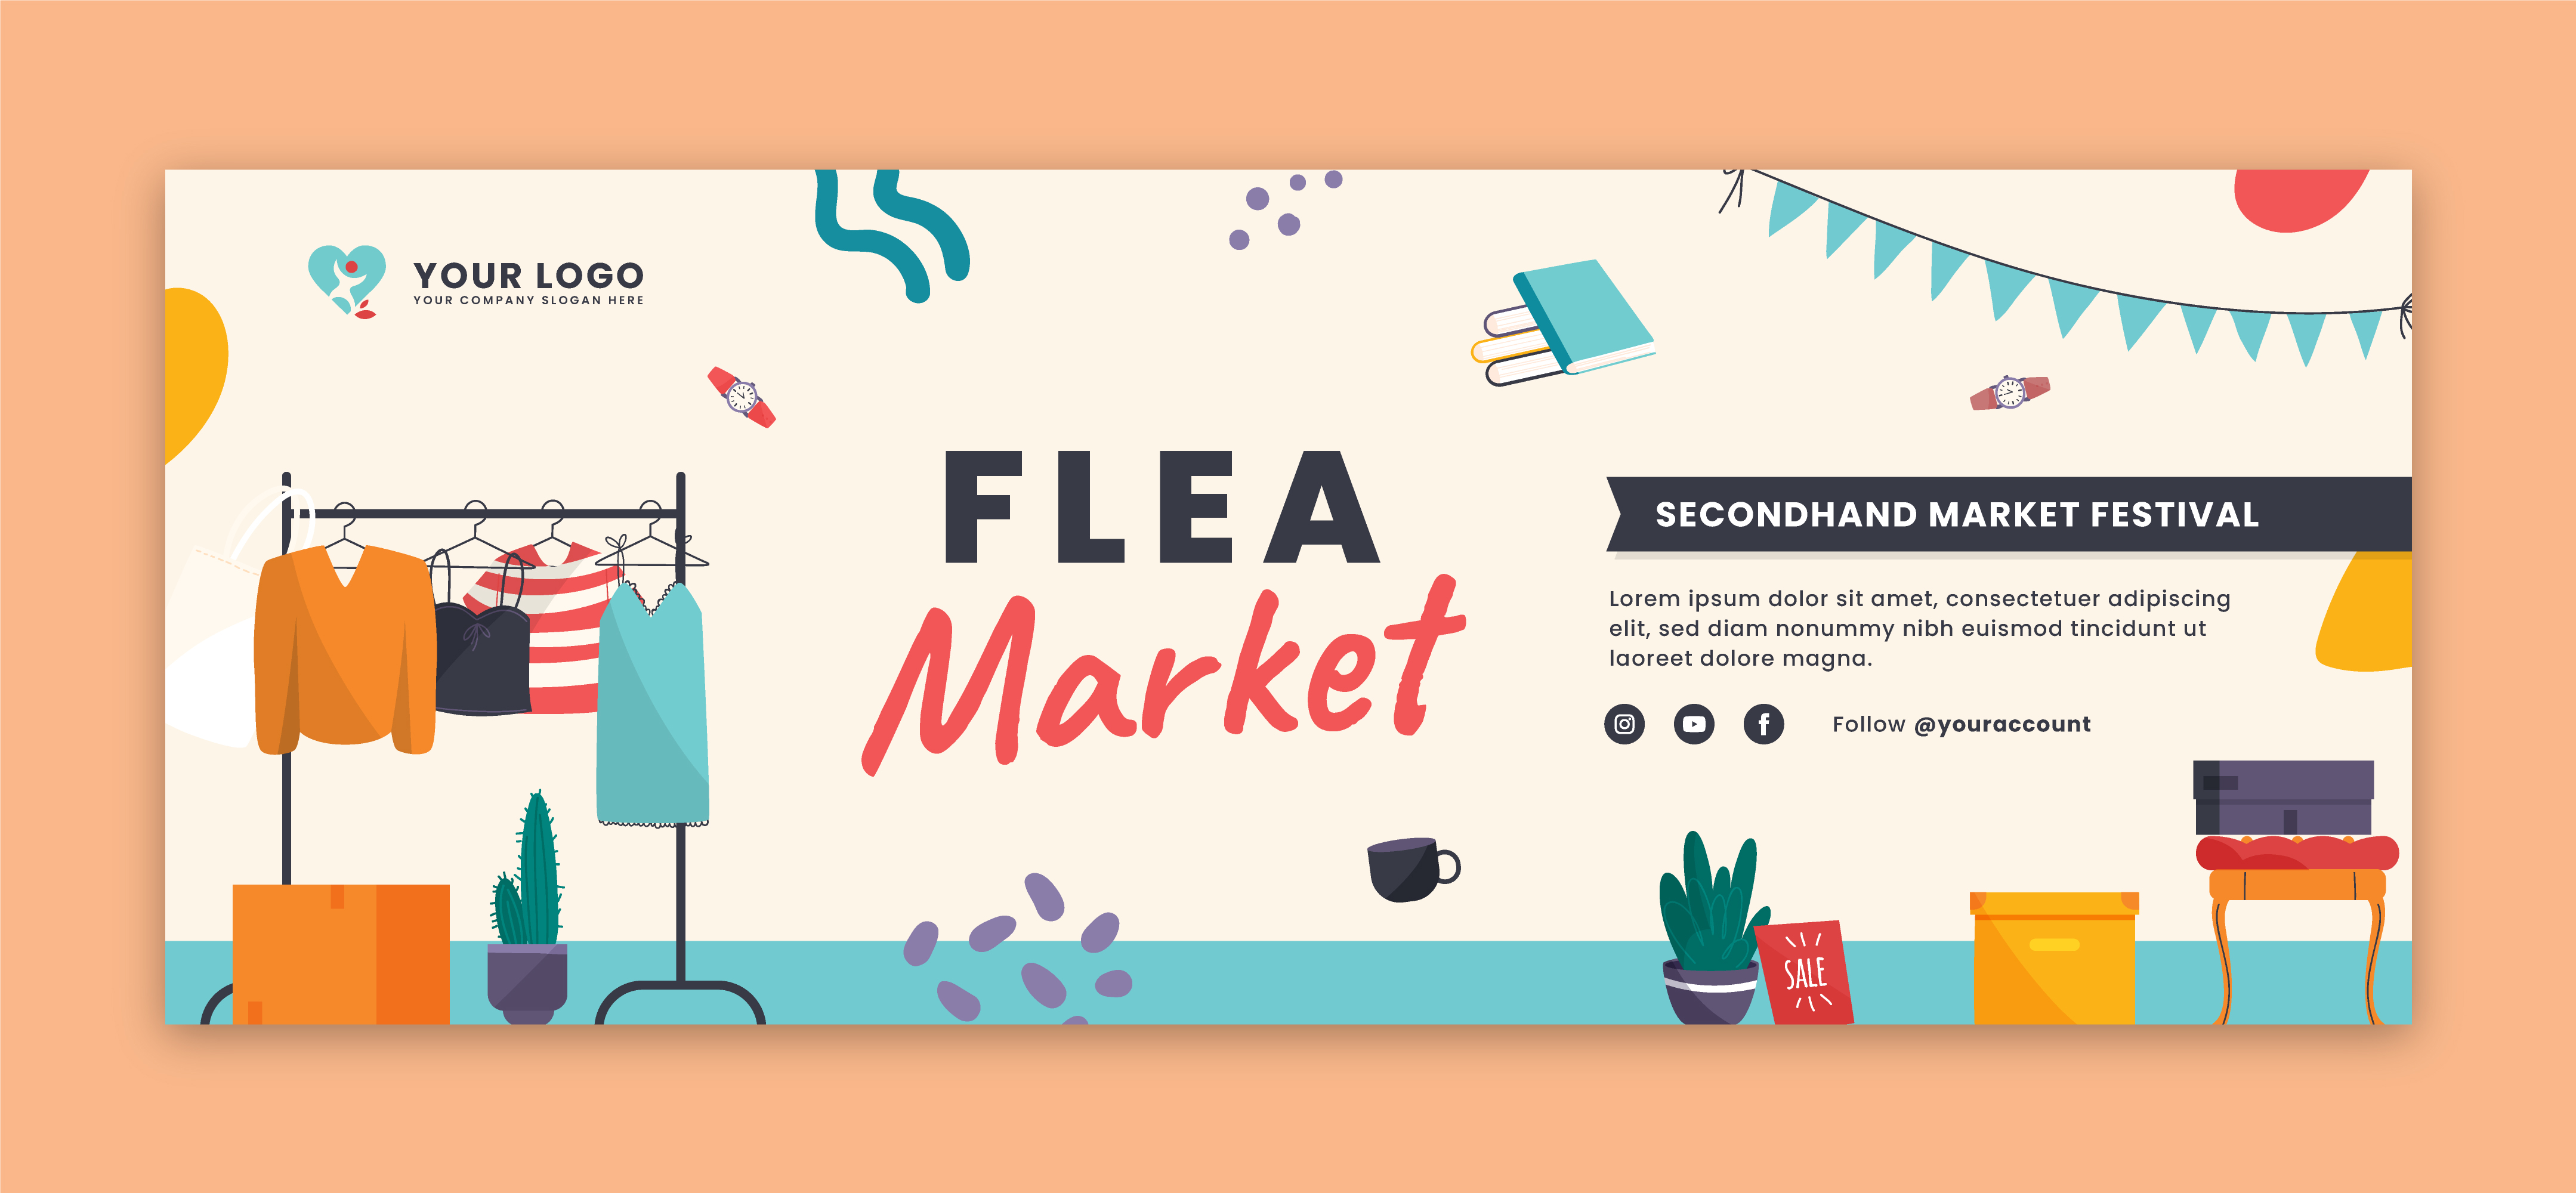 YOUR LOGO
YOUR COMPANY SLOGAN HERE
FLEA
Market
SECONDHAND MARKET FESTIVAL
Lorem ipsum dolor sit amet, consectetuer adipiscing
elit, sed diam nonummy nibh euismod tincidunt ut
laoreet dolore magna.
Follow @youraccount
SALE